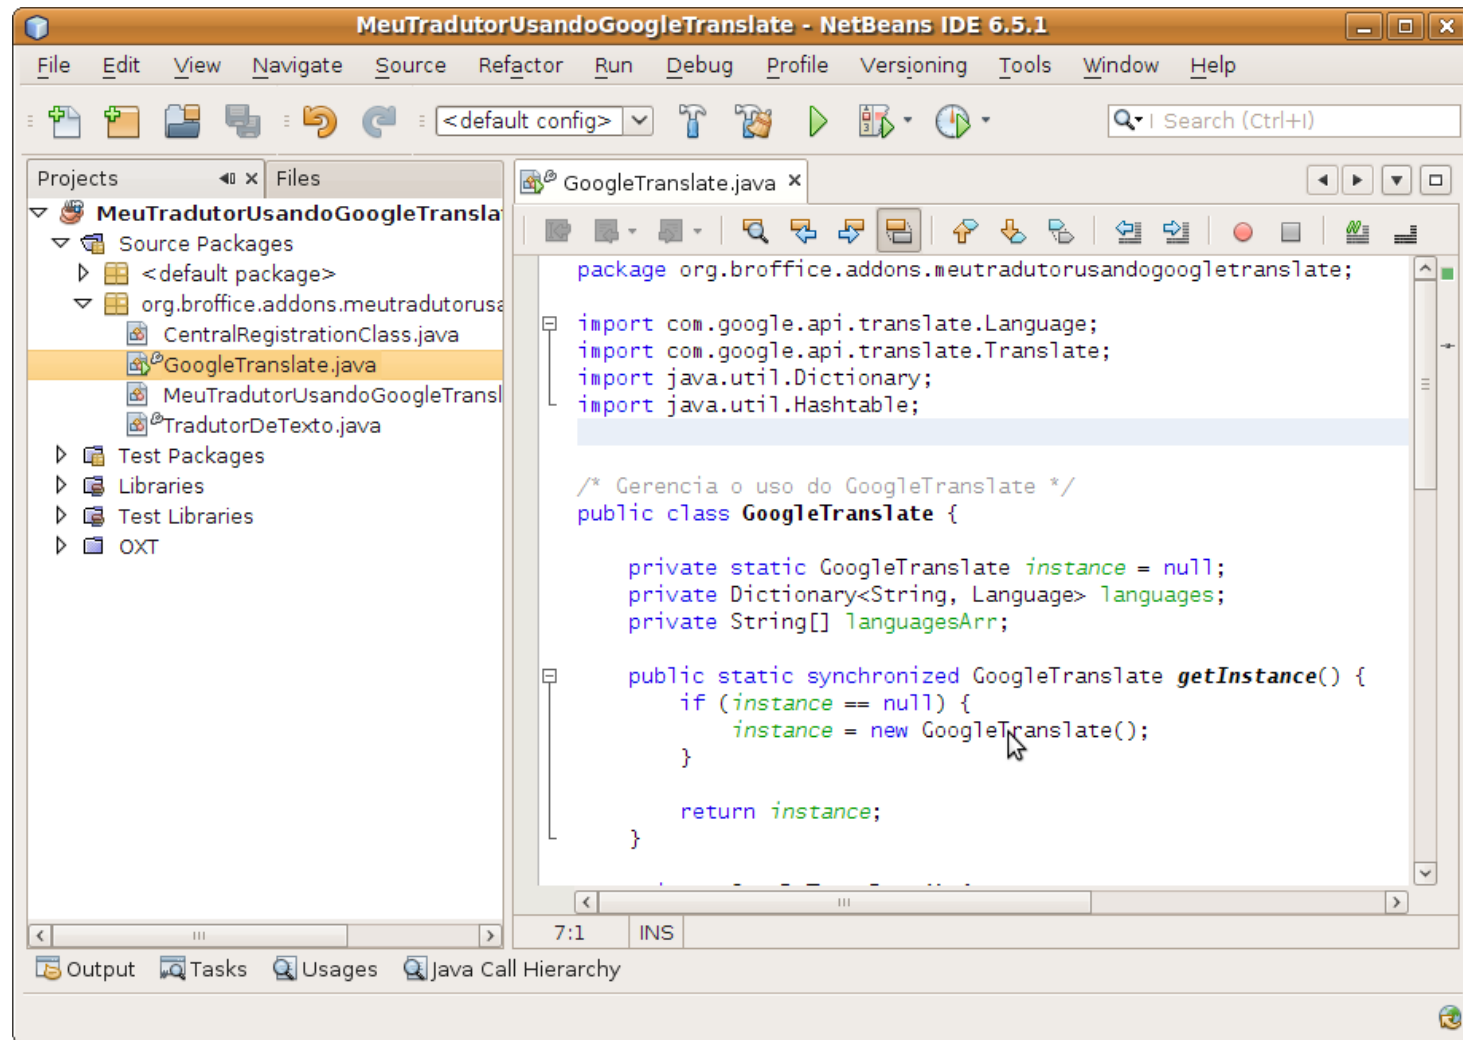 MeuTradutorUsandoGoogleTranslate - NetBeans IDE 6.5.1
File Edit View Navigate Source Refactor Run Debug Profile Versioning Tools Window Help
<default config> Search (Ctrl+I)
Projects Files
MeuTradutorUsandoGoogleTransla
Source Packages
<default package>
org.broffice.addons.meutradutorusa
CentralRegistrationClass.java
GoogleTranslate.java
MeuTradutorUsandoGoogleTransl
TradutorDeTexto.java
Test Packages
Libraries
Test Libraries
OXT
GoogleTranslate.java
package org.broffice.addons.meutradutorusandogoogletranslate;
import com.google.api.translate.Language;
import com.google.api.translate.Translate;
import java.util.Dictionary;
import java.util.Hashtable;
/* Gerencia o uso do GoogleTranslate */
public class GoogleTranslate {
private static GoogleTranslate instance = null;
private Dictionary<String, Language> languages;
private String[] languagesArr;
public static synchronized GoogleTranslate getInstance() {
if (instance == null) {
instance = new GoogleTranslate();
}
return instance;
}
7:1 INS
Output Tasks Usages Java Call Hierarchy